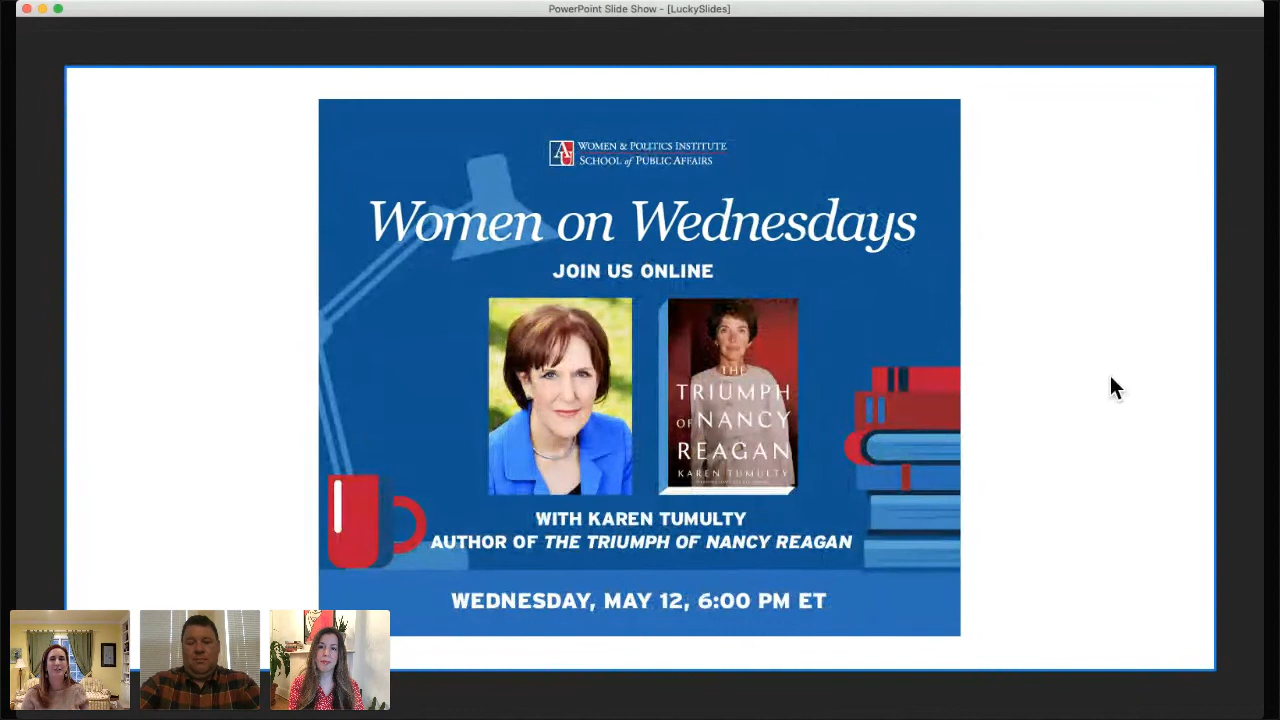 PowerPoint Slide Show - [LuckySlides]
AU
WOMEN & POLITICS INSTITUTE
SCHOOL of PUBLIC AFFAIRS
Women on Wednesdays
JOIN US ONLINE
THE
TRIUMPH
OF NANCY
REAGAN
KAREN TUMULTY
WITH KAREN TUMULTY
AUTHOR OF THE TRIUMPH OF NANCY REAGAN
WEDNESDAY, MAY 12, 6:00 PM ET